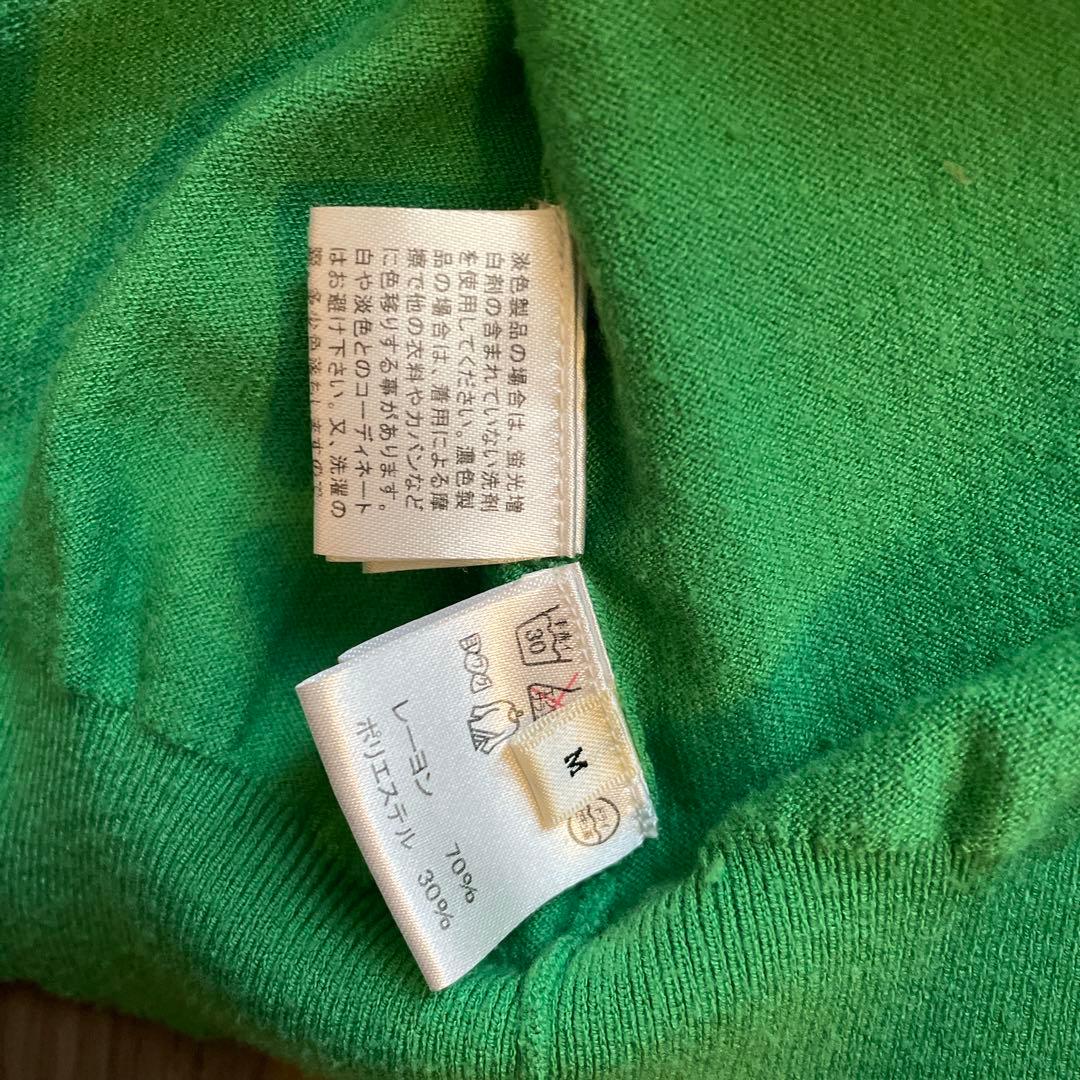 淡色製品の場合は、蛍光増
白剤の含まれていない洗剤
を使用してください。濃色製
品の場合は、着用による摩
擦で他の衣料やカバンなど
に色移りする事があります。
白や淡色とのコーディネート
はお避け下さい。又、洗濯の
30
M
レーヨン 70%
ポリエステル 30%